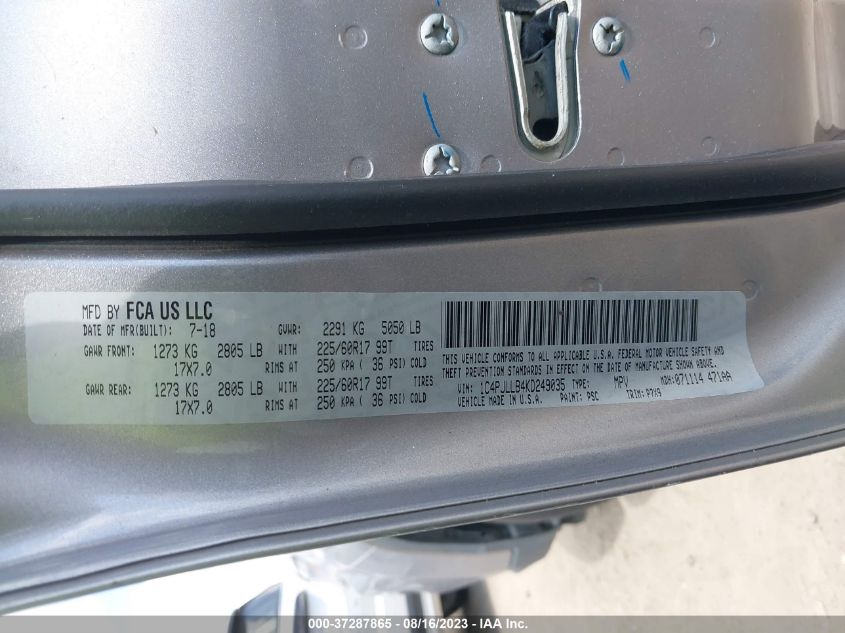 MFD BY FCA US LLC
DATE OF MFR(BUILT): 7-18 GVWR: 2291 KG 5050 LB
GAWR FRONT: 1273 KG 2805 LB WITH 225/60R17 99T TIRES
17X7.0 RIMS AT 250 KPA ( 36 PSI) COLD
GAWR REAR: 1273 KG 2805 LB WITH 225/60R17 99T TIRES
17X7.0 RIMS AT 250 KPA ( 36 PSI) COLD
THIS VEHICLE CONFORMS TO ALL APPLICABLE U.S.A. FEDERAL MOTOR VEHICLE SAFETY AND
THEFT PREVENTION STANDARDS IN EFFECT ON THE DATE OF MANUFACTURE SHOWN ABOVE.
VIN: 1C4PJLLB4KD249035 TYPE: MPV MDH: 071114 471AA
VEHICLE MADE IN U.S.A. PAINT: PSC TRIM: P7X9
000-37287865 - 08/16/2023 - IAA Inc.